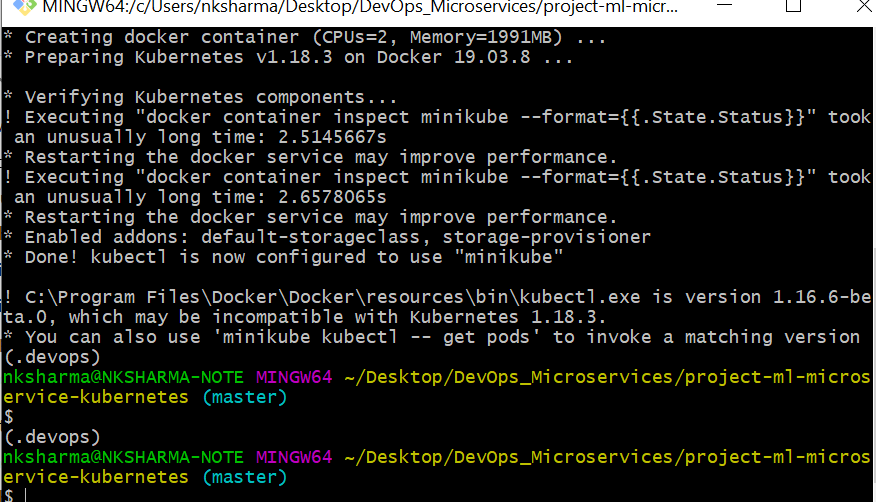 MINGW64:/c/Users/nksharma/Desktop/DevOps_Microservices/project-ml-micr...
* Creating docker container (CPUs=2, Memory=1991MB) ...
* Preparing Kubernetes v1.18.3 on Docker 19.03.8 ...
* Verifying Kubernetes components...
! Executing "docker container inspect minikube --format={{.State.Status}}" took
an unusually long time: 2.5145667s
* Restarting the docker service may improve performance.
! Executing "docker container inspect minikube --format={{.State.Status}}" took
an unusually long time: 2.6578065s
* Restarting the docker service may improve performance.
* Enabled addons: default-storageclass, storage-provisioner
* Done! kubectl is now configured to use "minikube"
! C:\Program Files\Docker\Docker\resources\bin\kubectl.exe is version 1.16.6-be
ta.0, which may be incompatible with Kubernetes 1.18.3.
* You can also use 'minikube kubectl -- get pods' to invoke a matching version
(.devops)
nksharma@NKSHARMA-NOTE MINGW64 ~/Desktop/DevOps_Microservices/project-ml-micros
ervice-kubernetes (master)
$
(.devops)
nksharma@NKSHARMA-NOTE MINGW64 ~/Desktop/DevOps_Microservices/project-ml-micros
ervice-kubernetes (master)
$